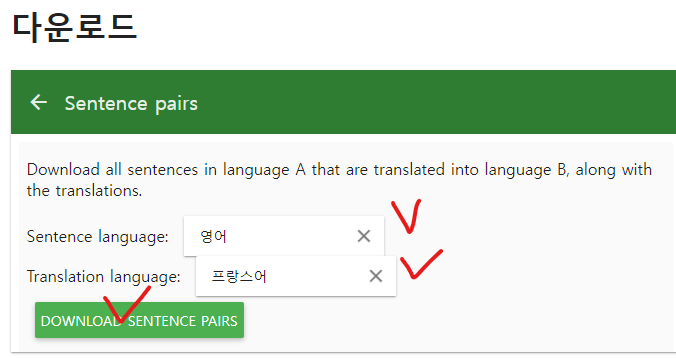 다운로드
Sentence pairs
Download all sentences in language A that are translated into language B, along with
the translations.
Sentence language: 영어
Translation language: 프랑스어
DOWNLOAD SENTENCE PAIRS